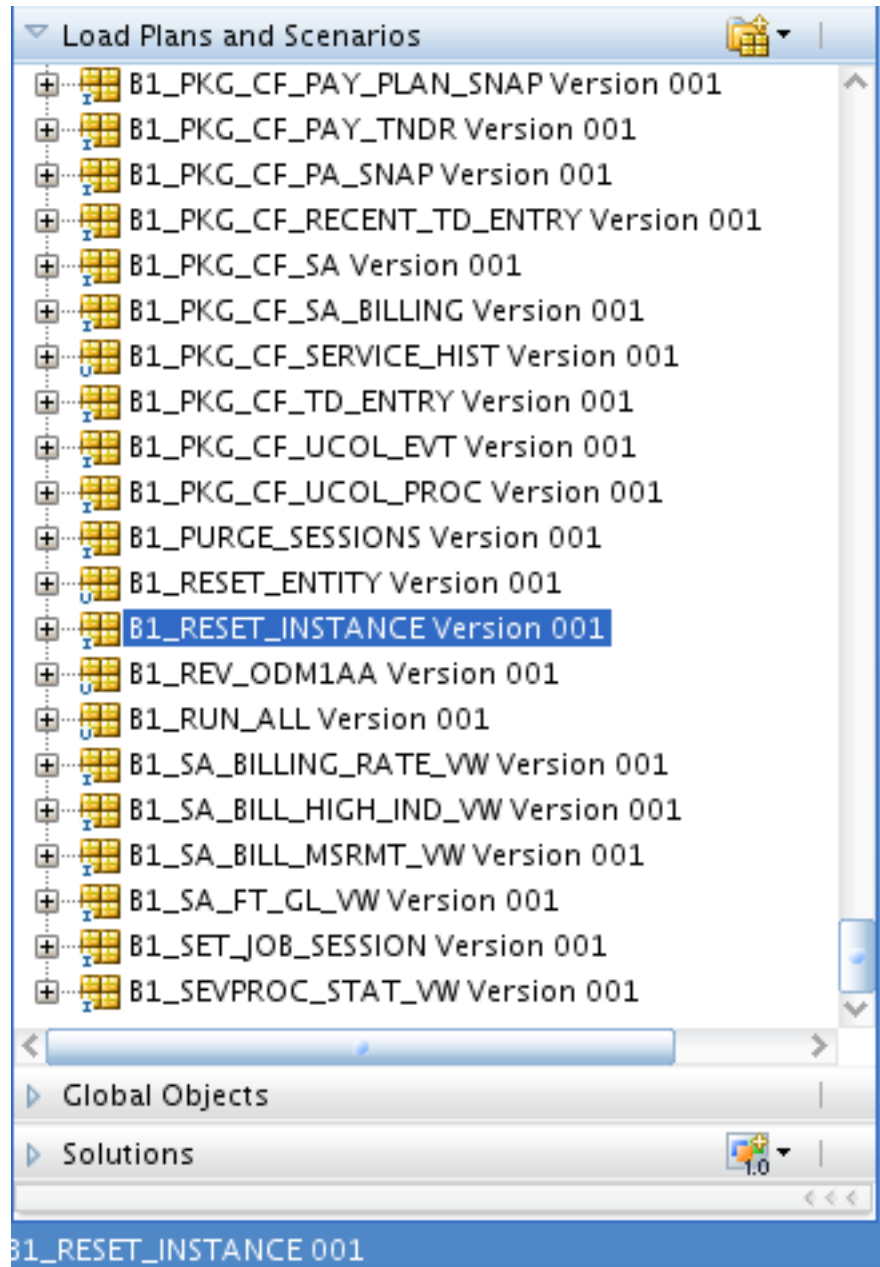 Load Plans and Scenarios
B1_PKG_CF_PAY_PLAN_SNAP Version 001
B1_PKG_CF_PAY_TNDR Version 001
B1_PKG_CF_PA_SNAP Version 001
B1_PKG_CF_RECENT_TD_ENTRY Version 001
B1_PKG_CF_SA Version 001
B1_PKG_CF_SA_BILLING Version 001
B1_PKG_CF_SERVICE_HIST Version 001
B1_PKG_CF_TD_ENTRY Version 001
B1_PKG_CF_UCOL_EVT Version 001
B1_PKG_CF_UCOL_PROC Version 001
B1_PURGE_SESSIONS Version 001
B1_RESET_ENTITY Version 001
B1_RESET_INSTANCE Version 001
B1_REV_ODM1AA Version 001
B1_RUN_ALL Version 001
B1_SA_BILLING_RATE_VW Version 001
B1_SA_BILL_HIGH_IND_VW Version 001
B1_SA_BILL_MSRMT_VW Version 001
B1_SA_FT_GL_VW Version 001
B1_SET_JOB_SESSION Version 001
B1_SEVPROC_STAT_VW Version 001
Global Objects
Solutions
1.0
B1_RESET_INSTANCE 001